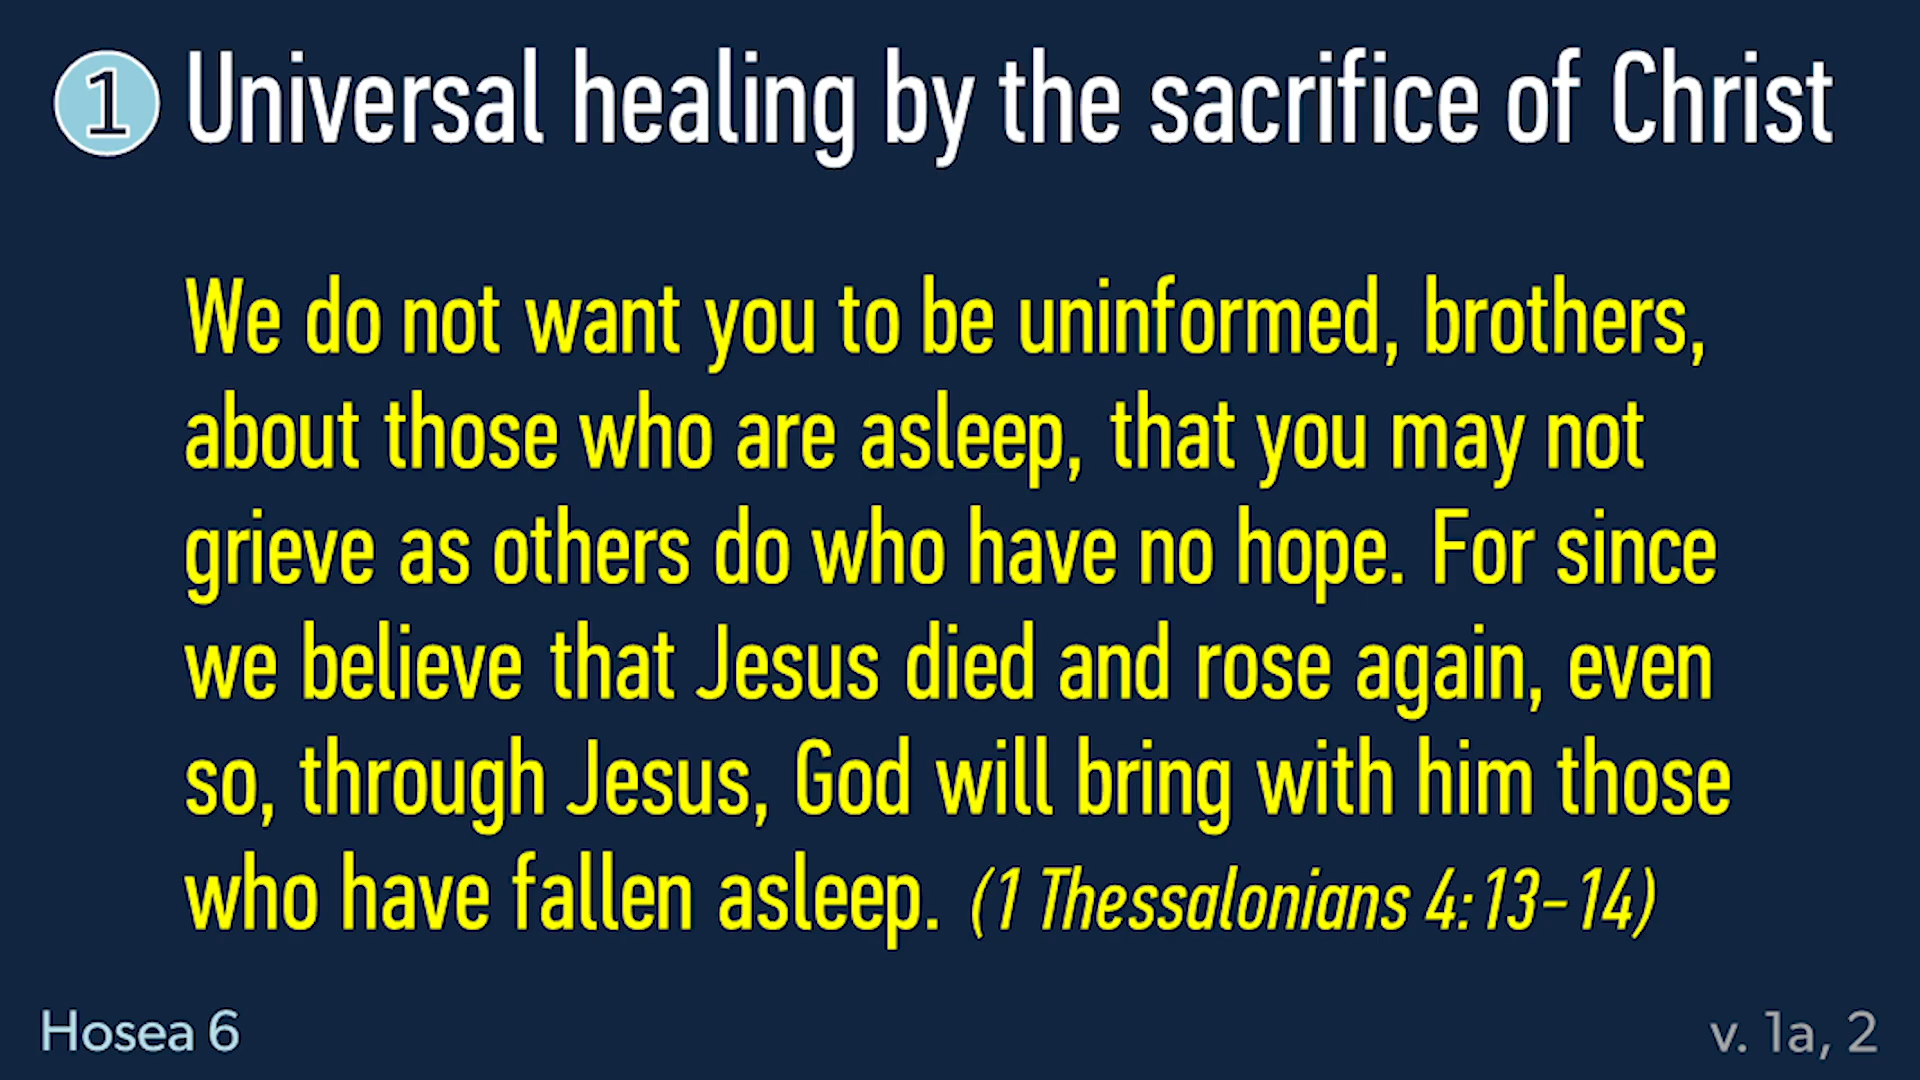 1 Universal healing by the sacrifice of Christ
We do not want you to be uninformed, brothers,
about those who are asleep, that you may not
grieve as others do who have no hope. For since
we believe that Jesus died and rose again, even
so, through Jesus, God will bring with him those
who have fallen asleep. (1 Thessalonians 4:13–14)
Hosea 6
v. 1a, 2